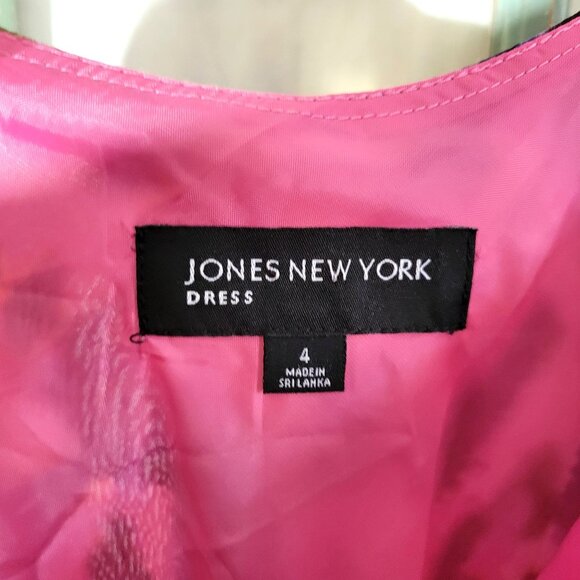 JONES NEW YORK
DRESS
4
MADE IN
SRI LANKA